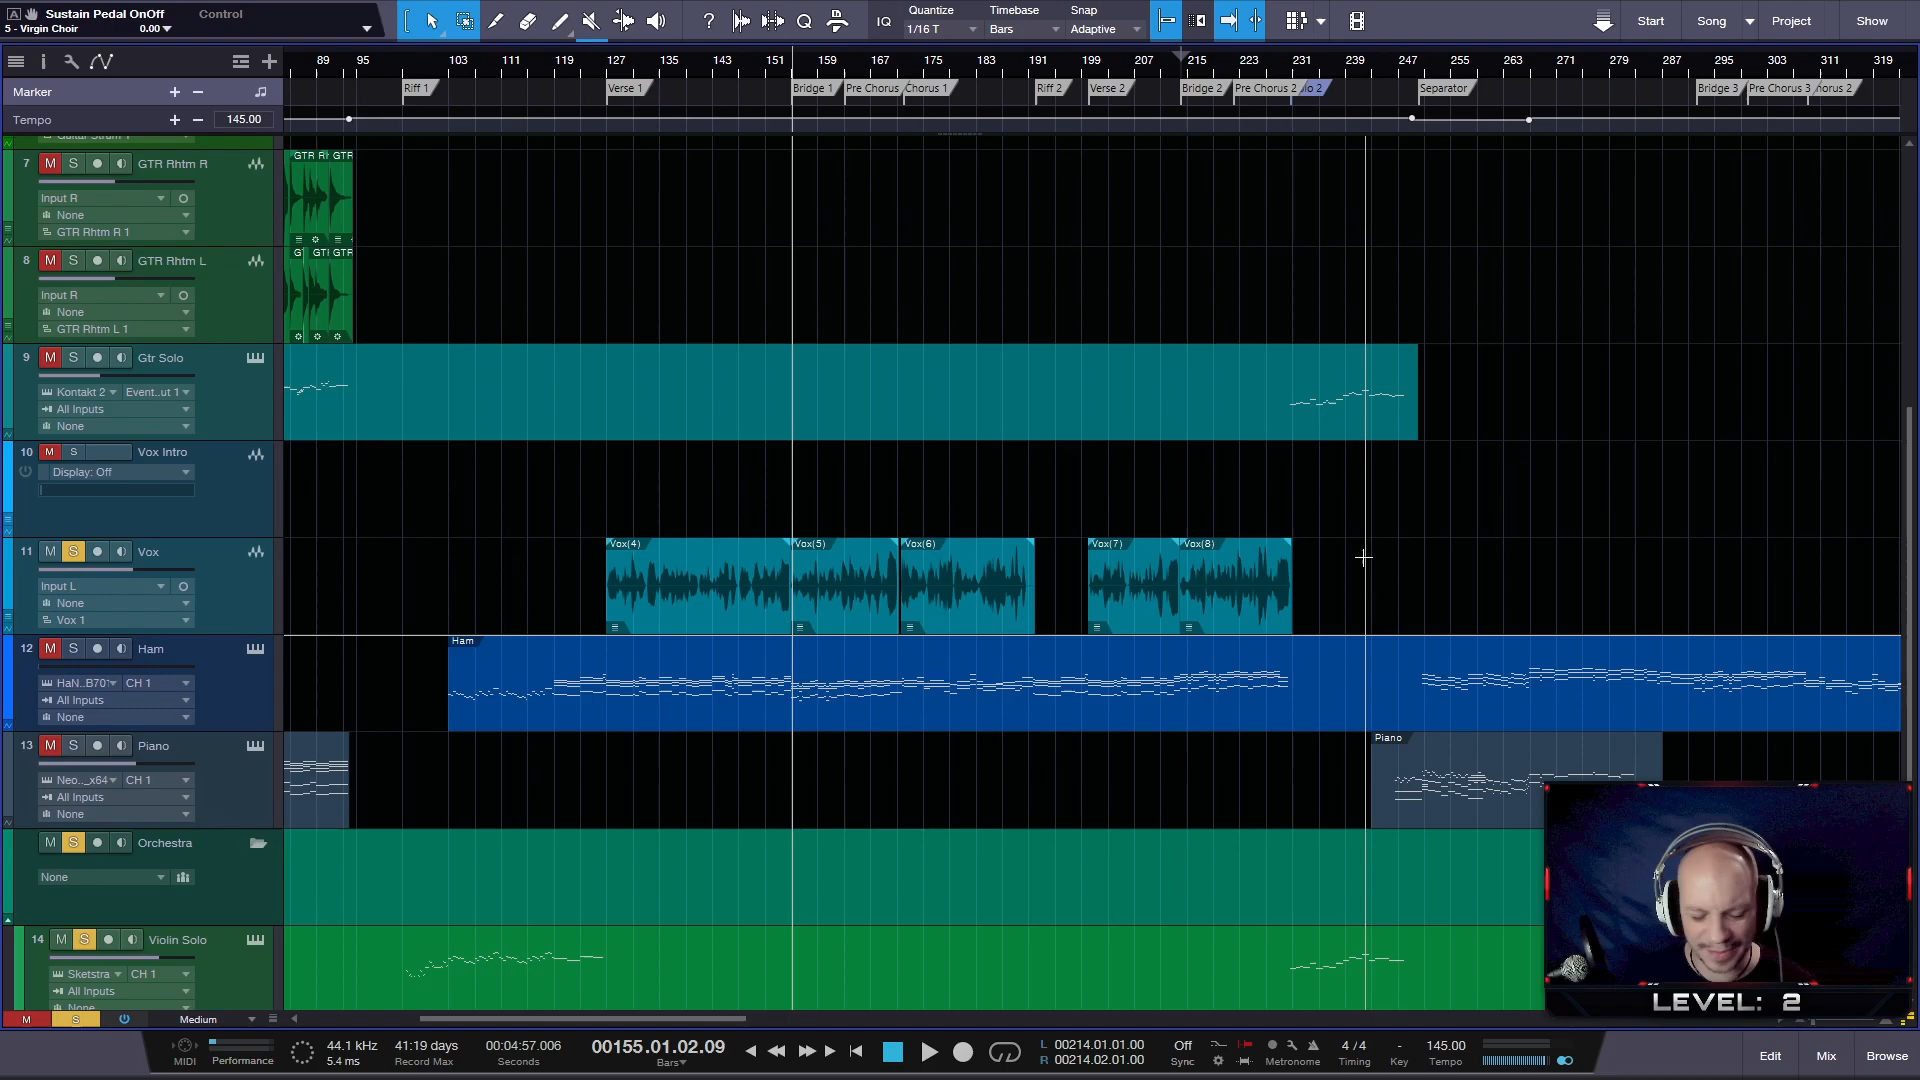 Sustain Pedal OnOff Control
5 - Virgin Choir 0.00
IQ Quantize Timebase Snap
1/16 T Bars Adaptive
Start Song Project Show
89 95 103 111 119 127 135 143 151 159 167 175 183 191 199 207 215 223 231 239 247 255 263 271 279 287 295 303 311 319
Marker + −
Riff 1 Verse 1 Bridge 1 Pre Chorus Chorus 1 Riff 2 Verse 2 Bridge 2 Pre Chorus 2 lo 2 Separator Bridge 3 Pre Chorus 3 horus 2
Tempo + − 145.00
7 M S GTR Rhtm R
Input R
None
GTR Rhtm R 1
GTR Rh GTR
8 M S GTR Rhtm L
Input R
None
GTR Rhtm L 1
GT GTR
9 M S Gtr Solo
Kontakt 2 Event..ut 1
All Inputs
None
10 M S Vox Intro
Display: Off
11 M S Vox
Input L
None
Vox 1
Vox(4) Vox(5) Vox(6) Vox(7) Vox(8)
12 M S Ham
HaN..B70 CH 1
All Inputs
None
Ham
13 M S Piano
Neo.._x64 CH 1
All Inputs
None
Piano
M S Orchestra
None
14 M S Violin Solo
Sketstra CH 1
All Inputs
None
M S Medium
LEVEL: 2
MIDI Performance
44.1 kHz
5.4 ms
41:19 days
Record Max
00:04:57.006
Seconds
00155.01.02.09
Bars
L 00214.01.01.00
R 00214.02.01.00
Off
Sync
Metronome
4 / 4
Timing
-
Key
145.00
Tempo
Edit Mix Browse